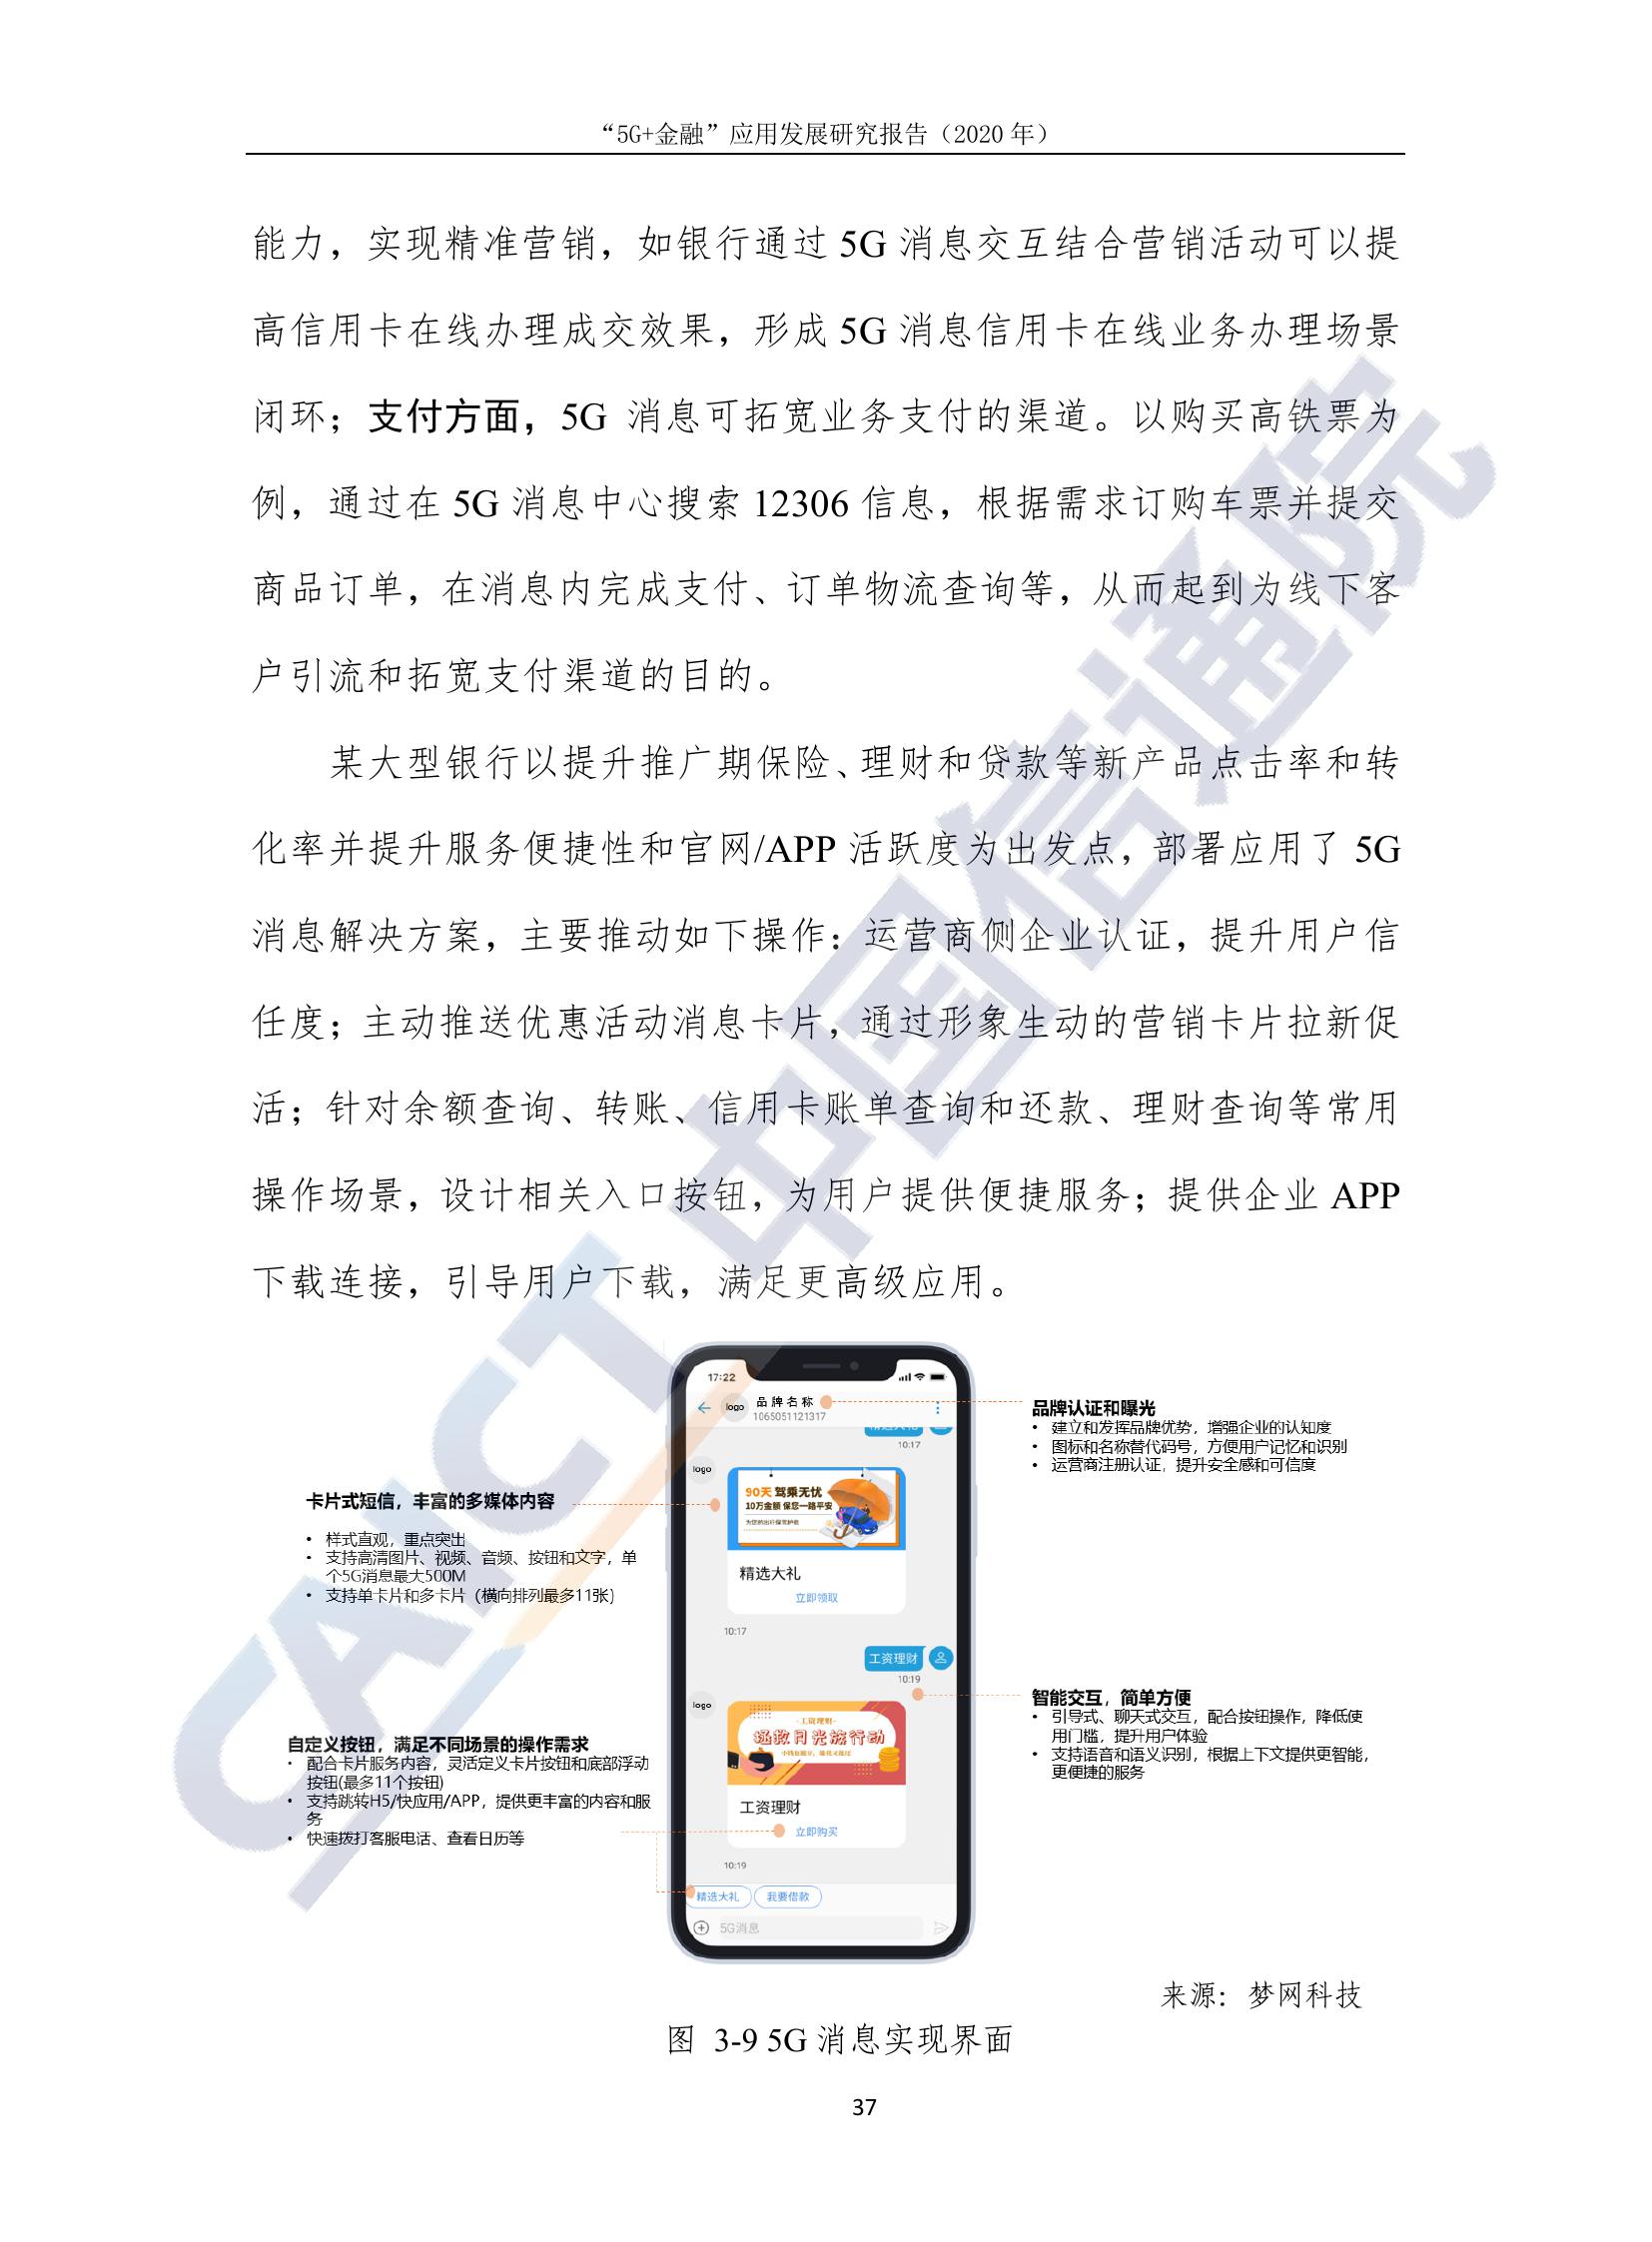 “5G+金融”应用发展研究报告（2020 年）
能力，实现精准营销，如银行通过 5G 消息交互结合营销活动可以提
高信用卡在线办理成交效果，形成 5G 消息信用卡在线业务办理场景
闭环；支付方面，5G 消息可拓宽业务支付的渠道。以购买高铁票为
例，通过在 5G 消息中心搜索 12306 信息，根据需求订购车票并提交
商品订单，在消息内完成支付、订单物流查询等，从而起到为线下客
户引流和拓宽支付渠道的目的。
某大型银行以提升推广期保险、理财和贷款等新产品点击率和转
化率并提升服务便捷性和官网/APP 活跃度为出发点，部署应用了 5G
消息解决方案，主要推动如下操作：运营商侧企业认证，提升用户信
任度；主动推送优惠活动消息卡片，通过形象生动的营销卡片拉新促
活；针对余额查询、转账、信用卡账单查询和还款、理财查询等常用
操作场景，设计相关入口按钮，为用户提供便捷服务；提供企业 APP
下载连接，引导用户下载，满足更高级应用。
CAICT 中国信通院
卡片式短信，丰富的多媒体内容
• 样式直观，重点突出
• 支持高清图片、视频、音频、按钮和文字，单
个5G消息最大500M
• 支持单卡片和多卡片（横向排列最多11张）
自定义按钮，满足不同场景的操作需求
• 配合卡片服务内容，灵活定义卡片按钮和底部浮动
按钮(最多11个按钮)
• 支持跳转H5/快应用/APP，提供更丰富的内容和服
务
• 快速拨打客服电话、查看日历等
17:22
logo
品牌名称
1065051121317
精选大礼
10:17
logo
90天 驾乘无忧
10万金额 保您一路平安
为您的出行保驾护航
精选大礼
立即领取
10:17
工资理财
10:19
logo
·工资理财·
拯救月光族行动
工资理财
立即购买
10:19
精选大礼
我要借款
5G消息
品牌认证和曝光
• 建立和发挥品牌优势，增强企业的认知度
• 图标和名称替代码号，方便用户记忆和识别
• 运营商注册认证，提升安全感和可信度
智能交互，简单方便
• 引导式、聊天式交互，配合按钮操作，降低使
用门槛，提升用户体验
• 支持语音和语义识别，根据上下文提供更智能，
更便捷的服务
来源：梦网科技
图 3-9 5G 消息实现界面
37